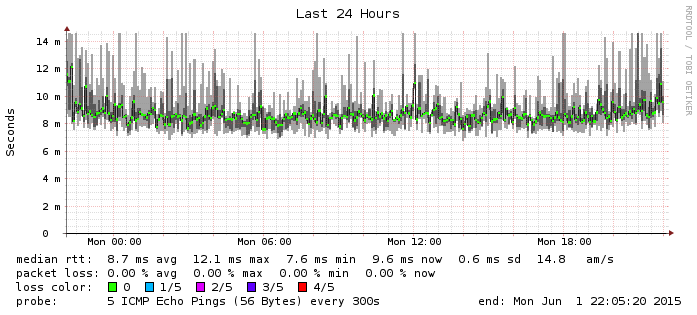 Last 24 Hours
RRDTOOL / TOBI OETIKER
Seconds
14 m
12 m
10 m
8 m
6 m
4 m
2 m
0
Mon 00:00 Mon 06:00 Mon 12:00 Mon 18:00
median rtt: 8.7 ms avg 12.1 ms max 7.6 ms min 9.6 ms now 0.6 ms sd 14.8 am/s
packet loss: 0.00 % avg 0.00 % max 0.00 % min 0.00 % now
loss color: 0 1/5 2/5 3/5 4/5
probe: 5 ICMP Echo Pings (56 Bytes) every 300s end: Mon Jun 1 22:05:20 2015